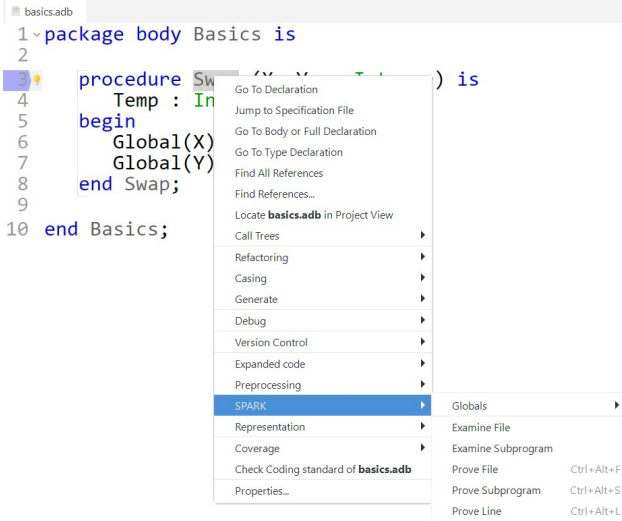 basics.adb
1 package body Basics is
2
3 procedure ) is
4 Temp :
5 begin
6 Global(X)
7 Global(Y)
8 end Swap;
9
10 end Basics;
Go To Declaration
Jump to Specification File
Go To Body or Full Declaration
Go To Type Declaration
Find All References
Find References...
Locate basics.adb in Project View
Call Trees
Refactoring
Casing
Generate
Debug
Version Control
Expanded code
Preprocessing
SPARK
Representation
Coverage
Check Coding standard of basics.adb
Properties...
Globals
Examine File
Examine Subprogram
Prove File Ctrl+Alt+F
Prove Subprogram Ctrl+Alt+S
Prove Line Ctrl+Alt+L